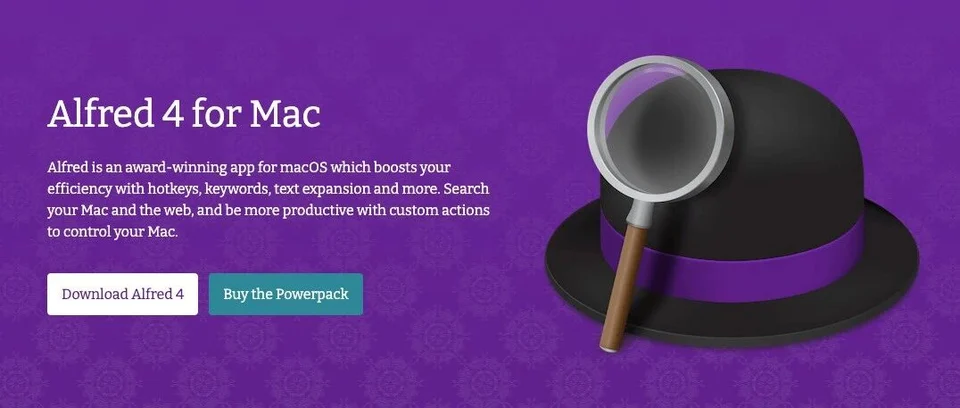 Alfred 4 for Mac
Alfred is an award-winning app for macOS which boosts your
efficiency with hotkeys, keywords, text expansion and more. Search
your Mac and the web, and be more productive with custom actions
to control your Mac.
Download Alfred 4
Buy the Powerpack